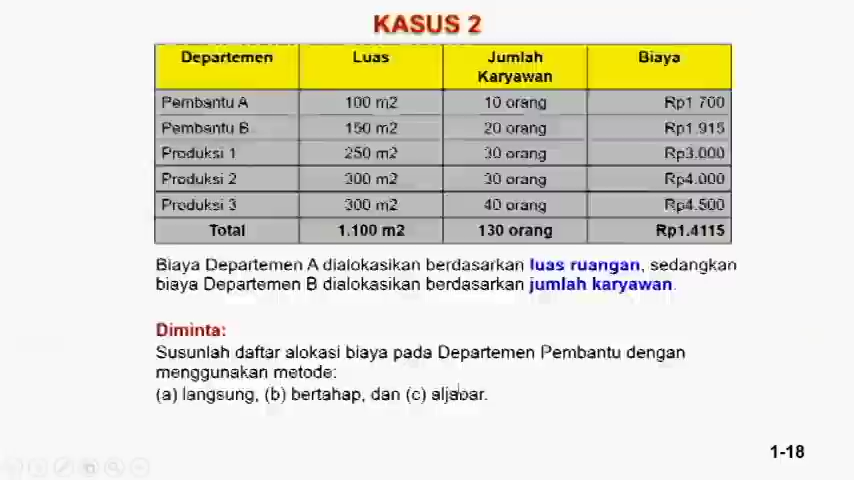 KASUS 2
Departemen Luas Jumlah Karyawan Biaya
Pembantu A 100 m2 10 orang Rp1 700
Pembantu B 150 m2 20 orang Rp1.915
Produksi 1 250 m2 30 orang Rp3.000
Produksi 2 300 m2 30 orang Rp4.000
Produksi 3 300 m2 40 orang Rp4.500
Total 1.100 m2 130 orang Rp1.4115
Biaya Departemen A dialokasikan berdasarkan luas ruangan, sedangkan
biaya Departemen B dialokasikan berdasarkan jumlah karyawan.
Diminta:
Susunlah daftar alokasi biaya pada Departemen Pembantu dengan
menggunakan metode:
(a) langsung, (b) bertahap, dan (c) aljabar.
1-18